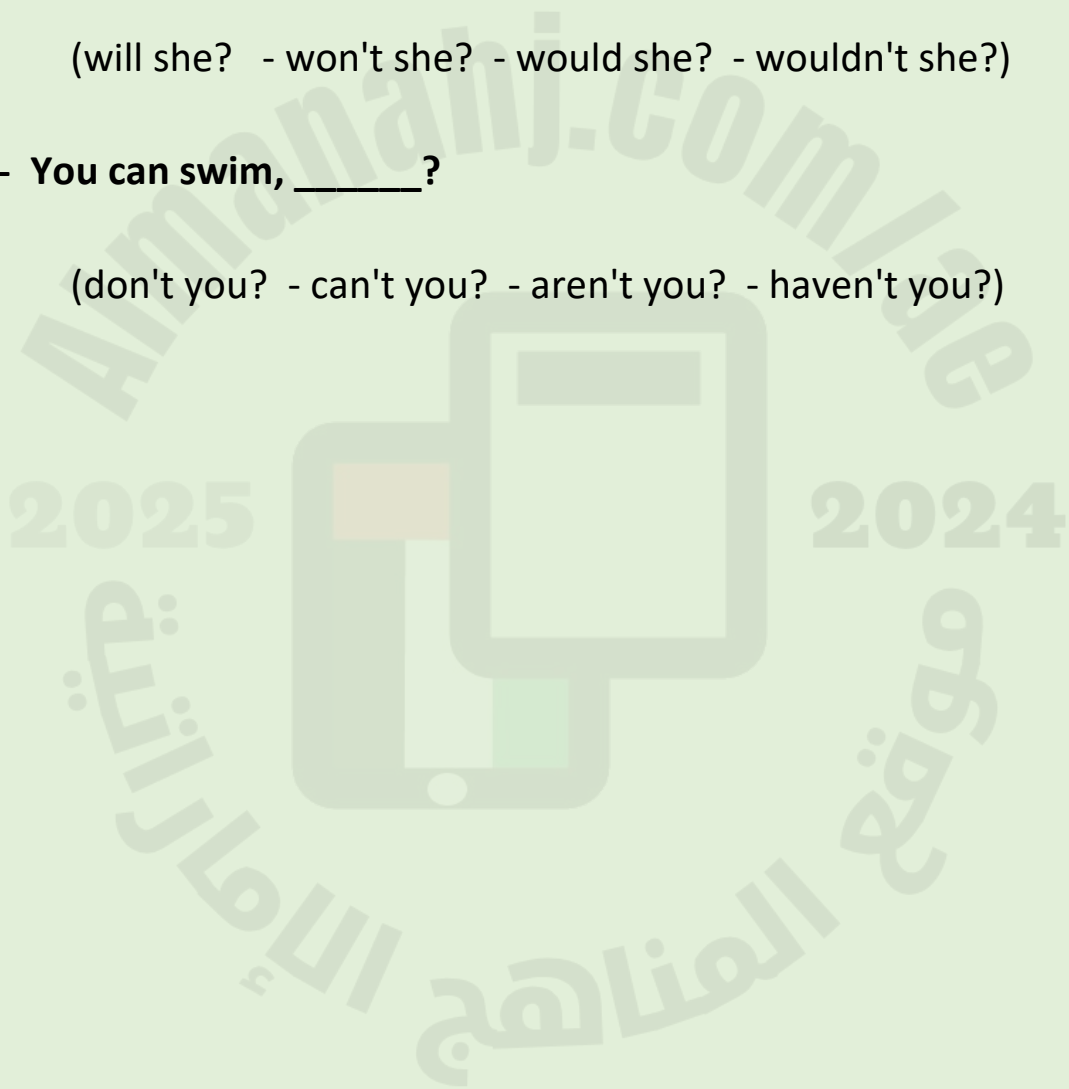 (will she?   - won't she?  - would she?  - wouldn't she?)
- You can swim, ______?
(don't you?  - can't you?  - aren't you?  - haven't you?)
Amanahj.com/ae
2025 2024
موقع المناهج الإماراتية